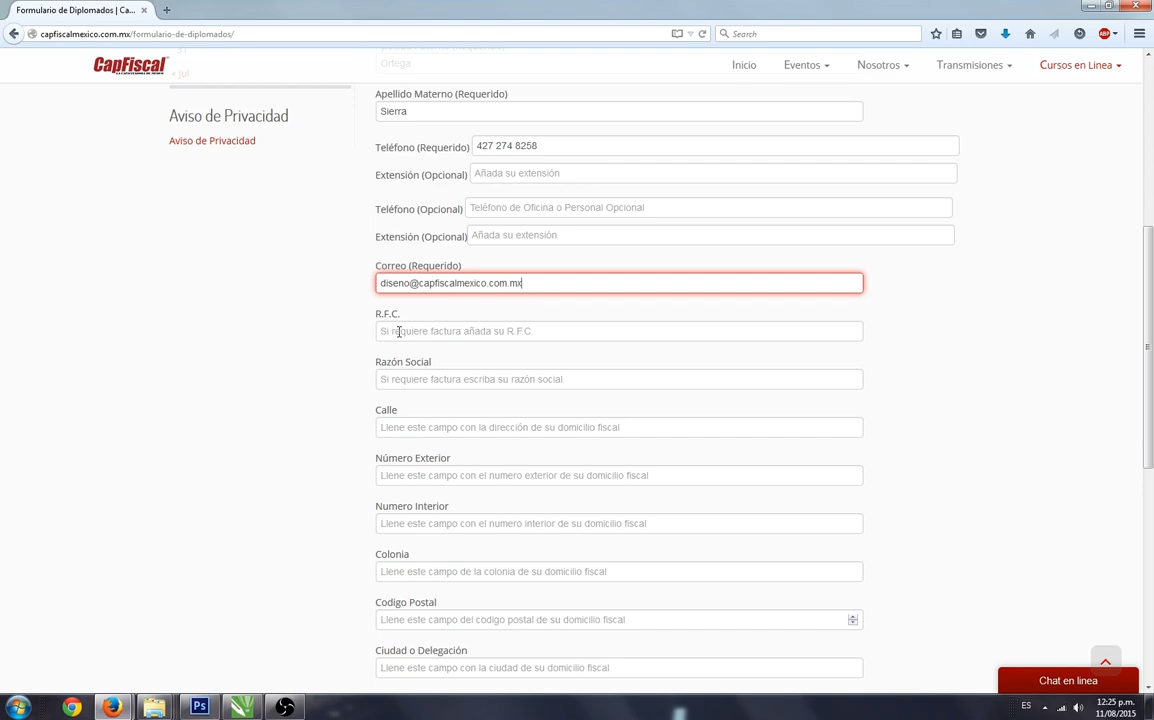 Formulario de Diplomados | Ca...
capfiscalmexico.com.mx/formulario-de-diplomados/
Search
ABP
CapFiscal
Inicio
Eventos
Nosotros
Transmisiones
Cursos en Linea
31
« Jul
Ortega
Aviso de Privacidad
Aviso de Privacidad
Apellido Materno (Requerido)
Sierra
Teléfono (Requerido)
427 274 8258
Extensión (Opcional)
Añada su extensión
Teléfono (Opcional)
Teléfono de Oficina o Personal Opcional
Extensión (Opcional)
Añada su extensión
Correo (Requerido)
diseno@capfiscalmexico.com.mx
R.F.C.
Si requiere factura añada su R.F.C.
Razón Social
Si requiere factura escriba su razón social
Calle
Llene este campo con la dirección de su domicilio fiscal
Número Exterior
Llene este campo con el numero exterior de su domicilio fiscal
Numero Interior
Llene este campo con el numero interior de su domicilio fiscal
Colonia
Llene este campo de la colonia de su domicilio fiscal
Codigo Postal
Llene este campo del codigo postal de su domicilio fiscal
Ciudad o Delegación
Llene este campo con la ciudad de su domicilio fiscal
Chat en linea
Ps
ES
12:25 p.m.
11/08/2015